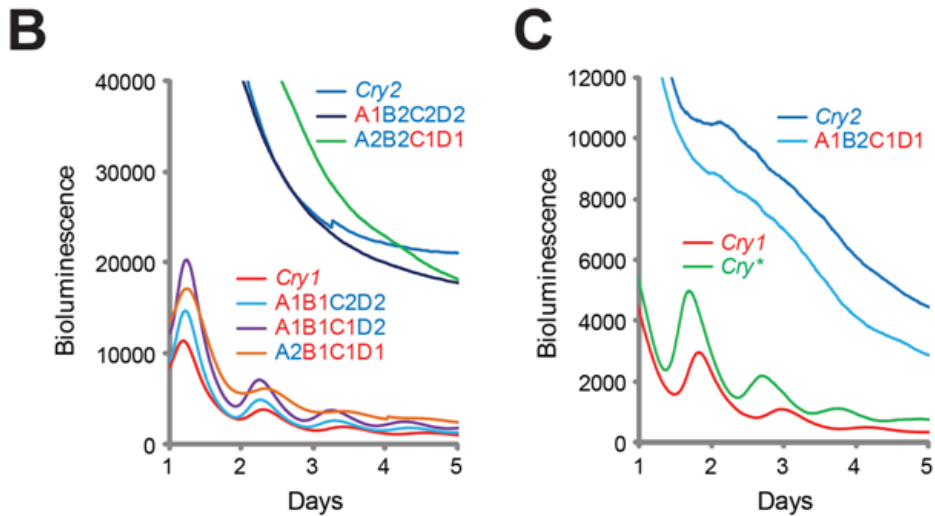 B
Bioluminescence
40000
30000
20000
10000
0
1 2 3 4 5
Days
Cry2
A1B2C2D2
A2B2C1D1
Cry1
A1B1C2D2
A1B1C1D2
A2B1C1D1
C
Bioluminescence
12000
10000
8000
6000
4000
2000
0
1 2 3 4 5
Days
Cry2
A1B2C1D1
Cry1
Cry*